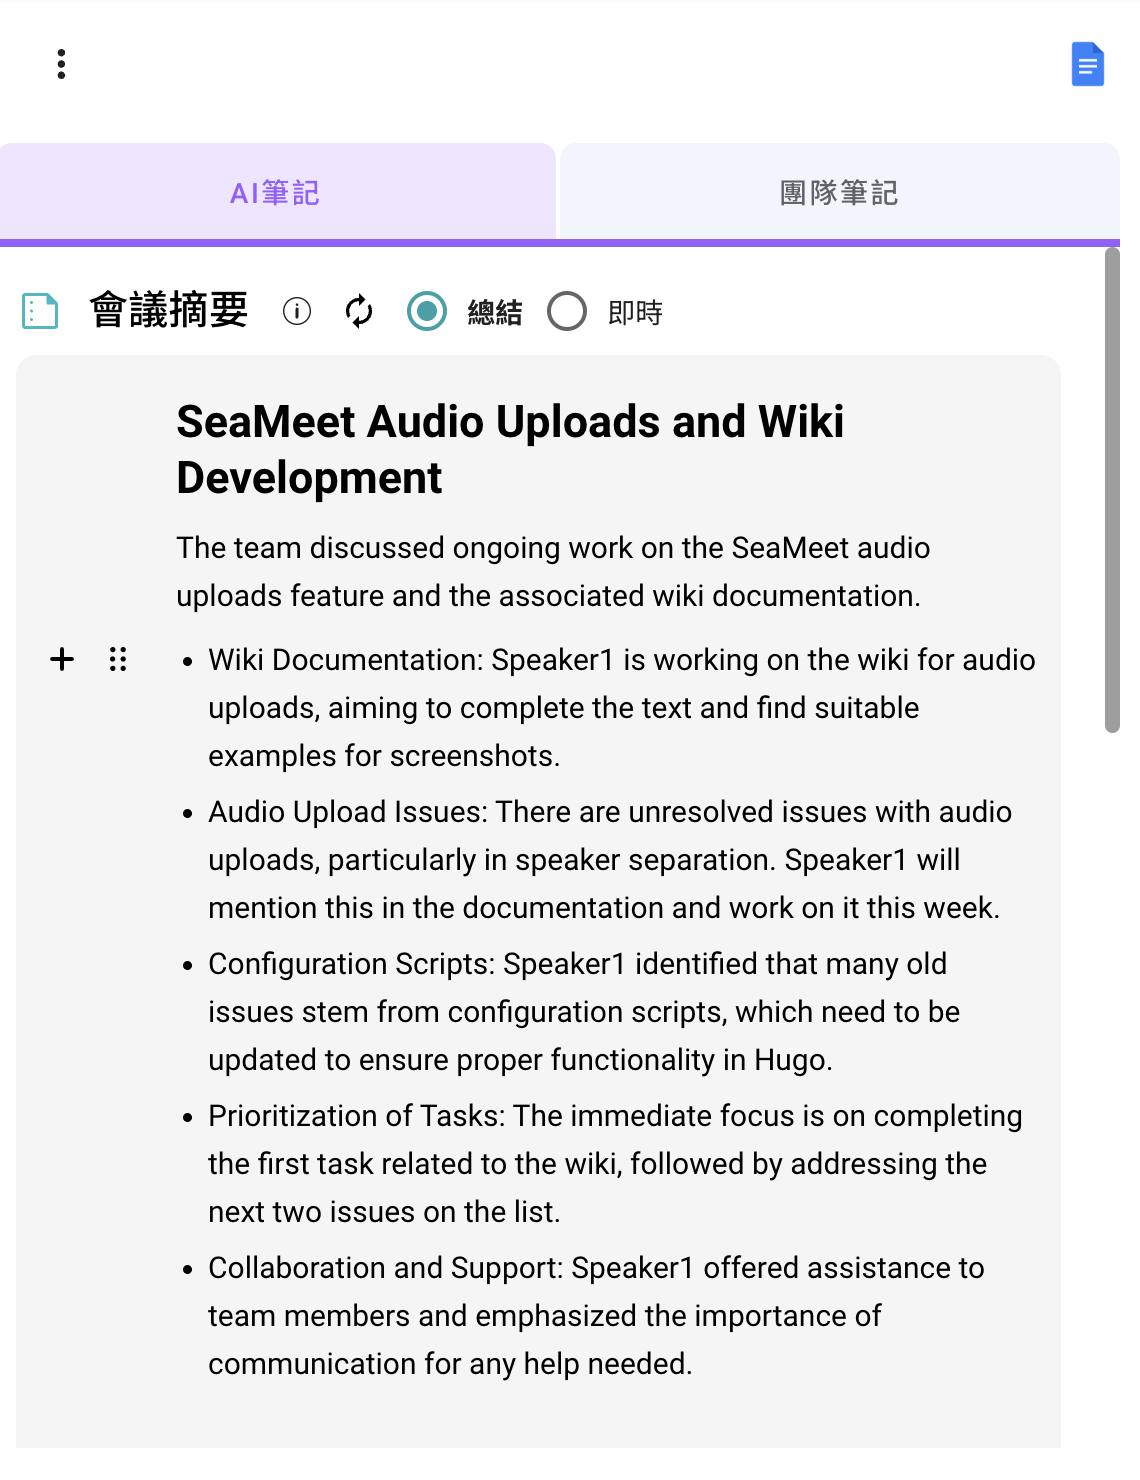 AI筆記
團隊筆記
會議摘要
總結
即時
SeaMeet Audio Uploads and Wiki
Development
The team discussed ongoing work on the SeaMeet audio
uploads feature and the associated wiki documentation.
• Wiki Documentation: Speaker1 is working on the wiki for audio
uploads, aiming to complete the text and find suitable
examples for screenshots.
• Audio Upload Issues: There are unresolved issues with audio
uploads, particularly in speaker separation. Speaker1 will
mention this in the documentation and work on it this week.
• Configuration Scripts: Speaker1 identified that many old
issues stem from configuration scripts, which need to be
updated to ensure proper functionality in Hugo.
• Prioritization of Tasks: The immediate focus is on completing
the first task related to the wiki, followed by addressing the
next two issues on the list.
• Collaboration and Support: Speaker1 offered assistance to
team members and emphasized the importance of
communication for any help needed.